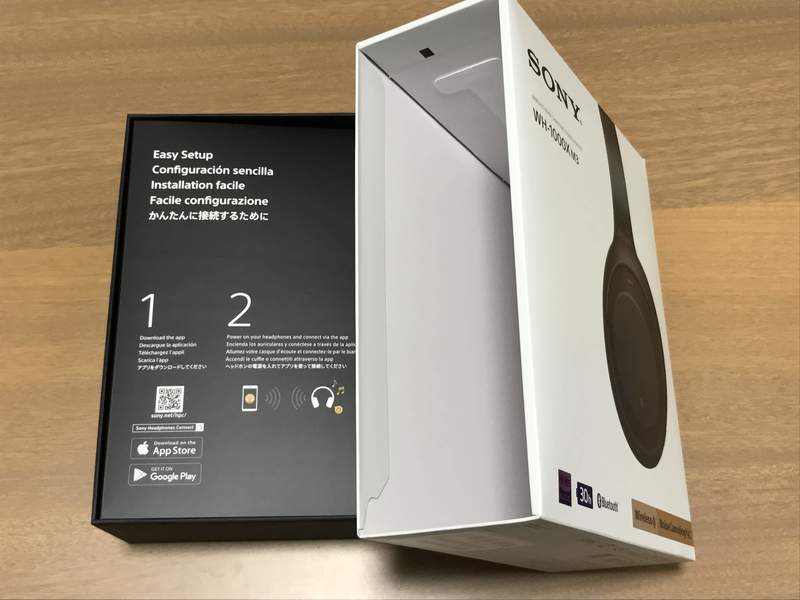 Easy Setup
Configuración sencilla
Installation facile
Facile configurazione
かんたんに接続するために
1
Download the app
Descargue la aplicación
Téléchargez l'appli
Scarica l'app
アプリをダウンロードしてください
sony.net/hpc/
Sony Headphones Connect
Download on the
App Store
GET IT ON
Google Play
2
Power on your headphones and connect via the app
Encienda los auriculares y conéctese a través de la
Allumez votre casque d'écoute et connectez-le par le
Accendi le cuffie e connettiti attraverso la app
ヘッドホンの電源を入れてアプリを使って接続してください
SONY
WH-1000XM3
30h
Bluetooth
Wireless
Noise Canceling